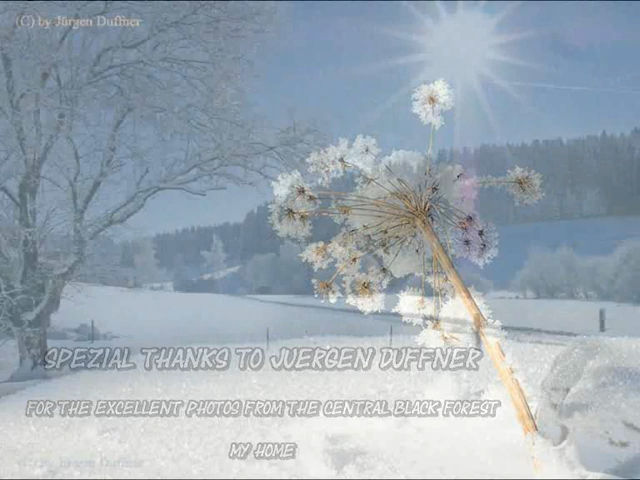 (C) by Jürgen Duffner
SPEZIAL THANKS TO JUERGEN DUFFNER
FOR THE EXCELLENT PHOTOS FROM THE CENTRAL BLACK FOREST
MY HOME